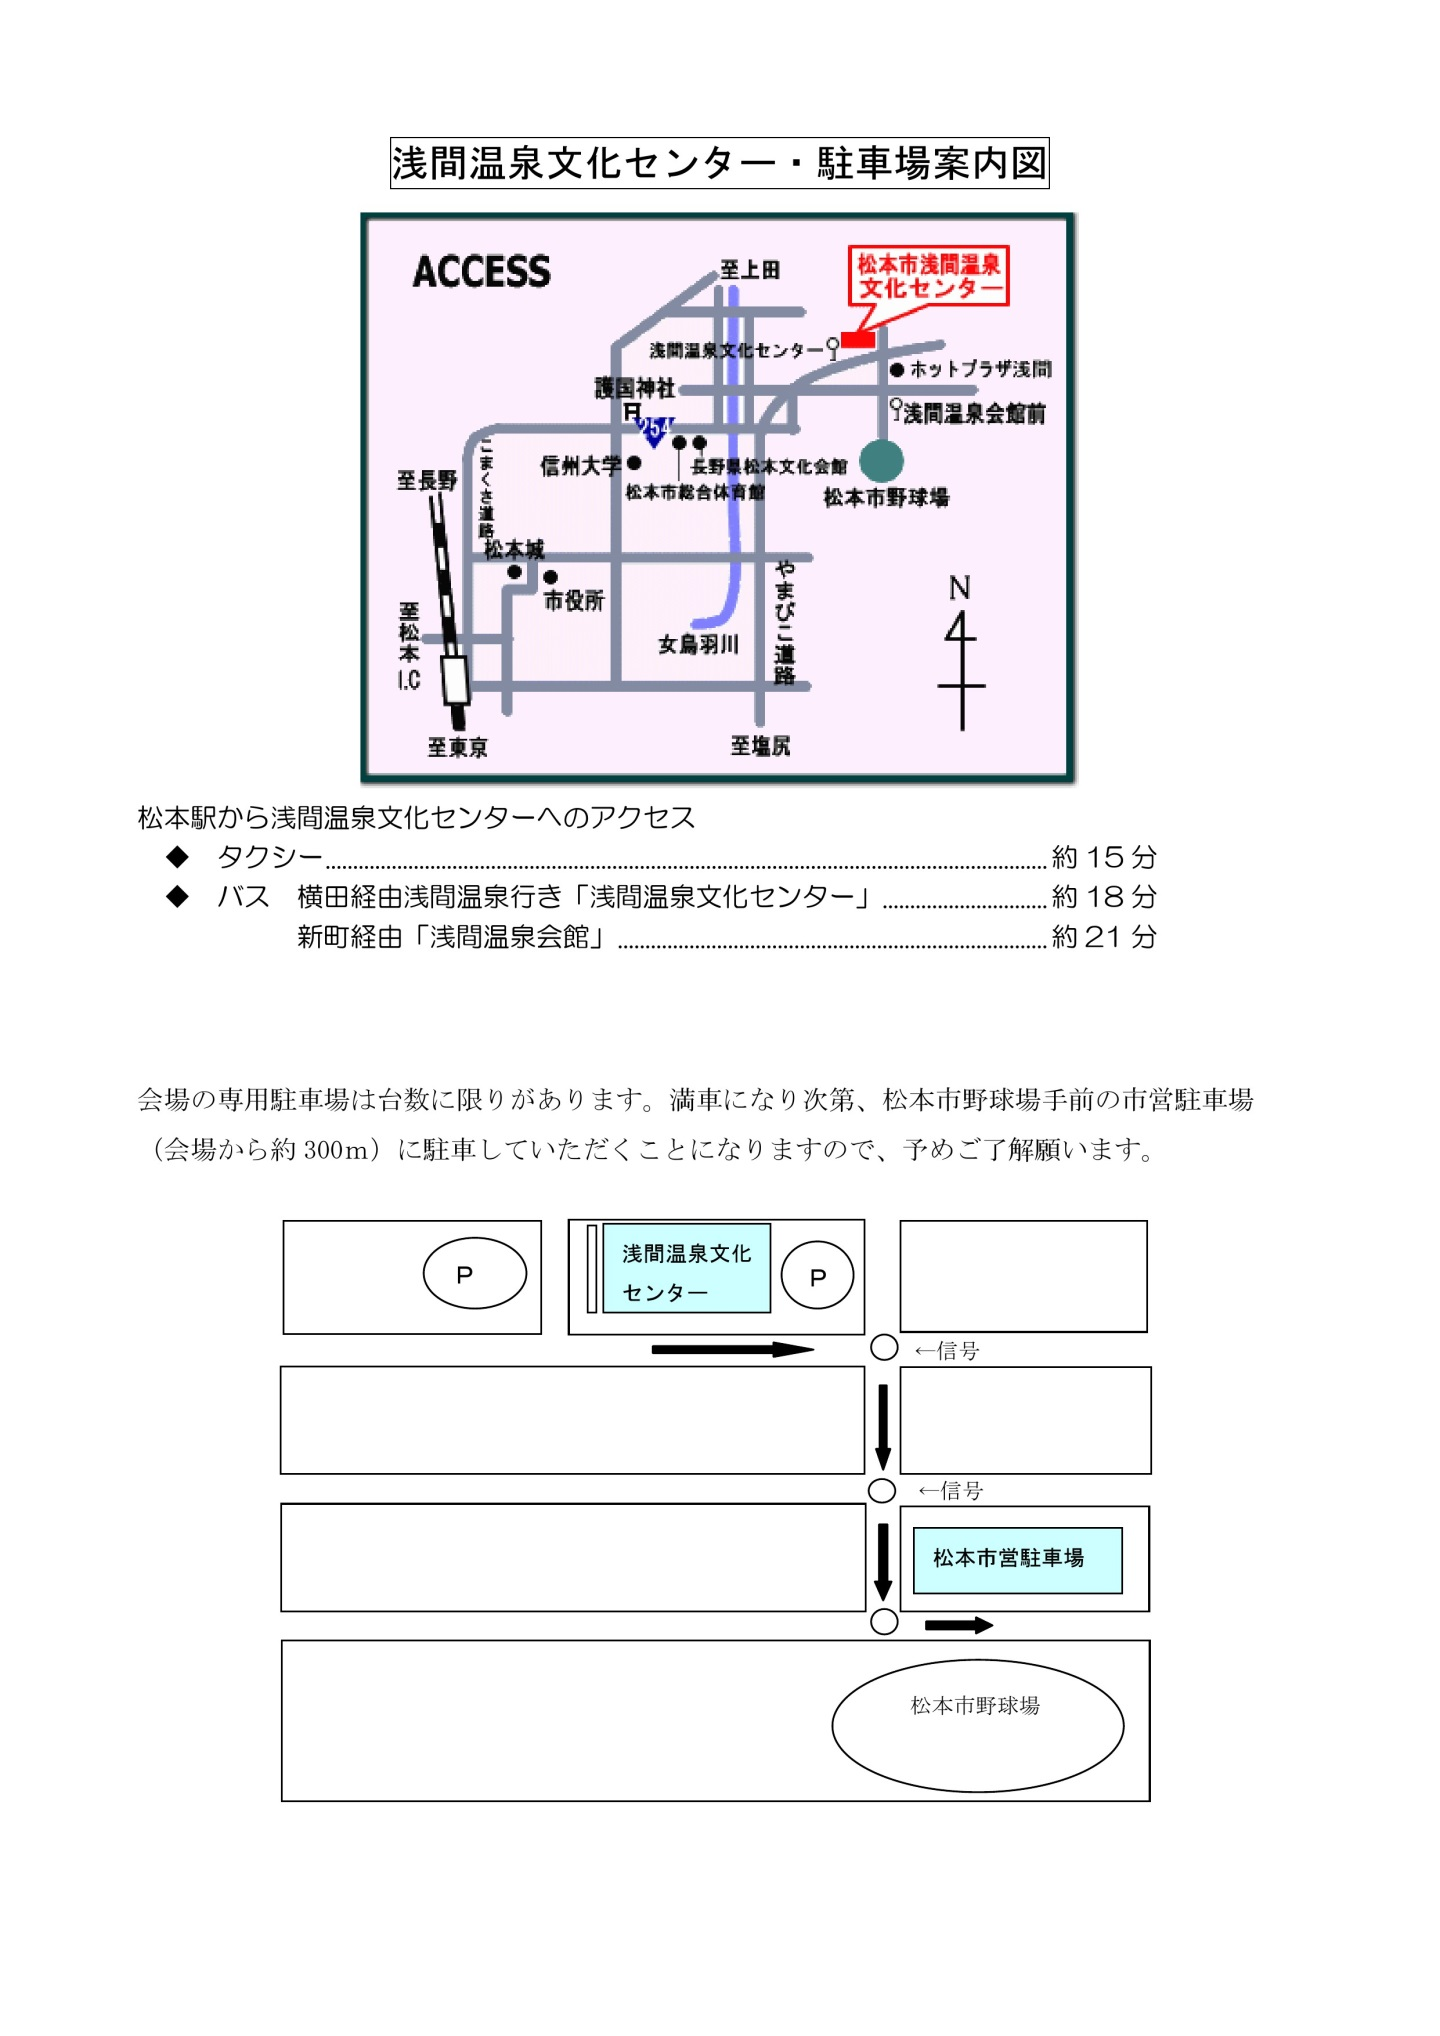 浅間温泉文化センター・駐車場案内図
ACCESS
至上田
松本市浅間温泉
文化センター
浅間温泉文化センター
ホットプラザ浅間
護国神社
254
浅間温泉会館前
こまくさ道路
信州大学
長野県松本文化会館
至長野
松本市総合体育館
松本市野球場
松本城
市役所
やまびこ道路
N
至松本I.C
女鳥羽川
至東京
至塩尻
松本駅から浅間温泉文化センターへのアクセス
◆ タクシー 約15分
◆ バス 横田経由浅間温泉行き「浅間温泉文化センター」 約18分
新町経由「浅間温泉会館」 約21分
会場の専用駐車場は台数に限りがあります。満車になり次第、松本市野球場手前の市営駐車場
（会場から約300m）に駐車していただくことになりますので、予めご了解願います。
P
浅間温泉文化
センター
P
←信号
←信号
松本市営駐車場
松本市野球場